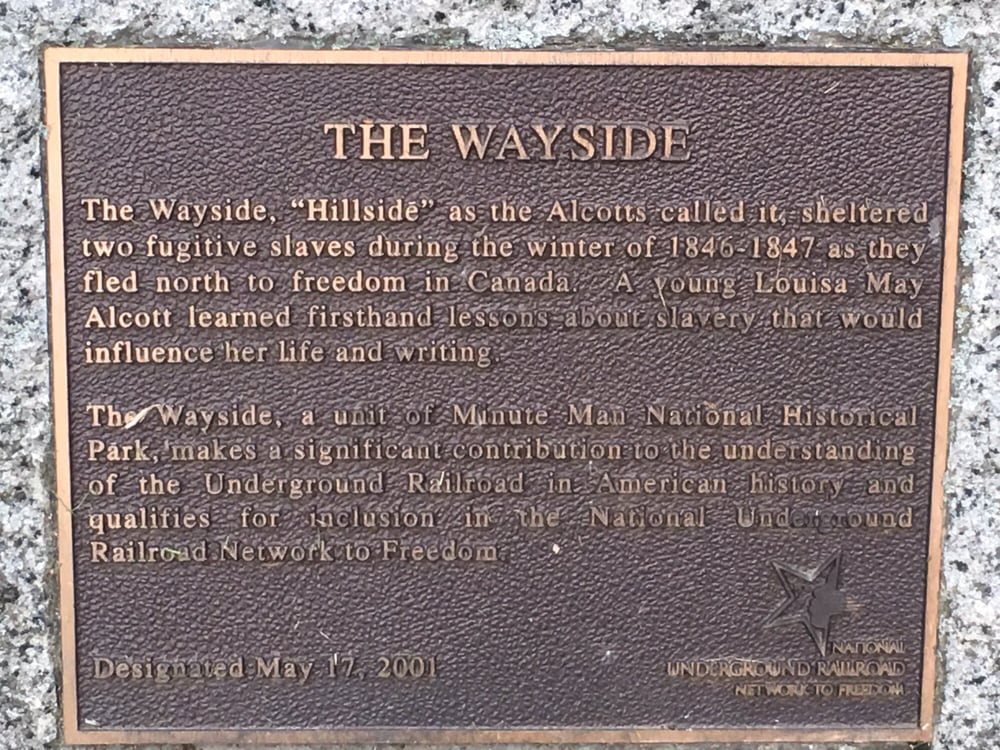 THE WAYSIDE
The Wayside, “Hillside” as the Alcotts called it, sheltered
two fugitive slaves during the winter of 1846-1847 as they
fled north to freedom in Canada. A young Louisa May
Alcott learned firsthand lessons about slavery that would
influence her life and writing.
The Wayside, a unit of Minute Man National Historical
Park, makes a significant contribution to the understanding
of the Underground Railroad in American history and
qualifies for inclusion in the National Underground
Railroad Network to Freedom.
Designated May 17, 2001
NATIONAL
UNDERGROUND RAILROAD
NETWORK TO FREEDOM